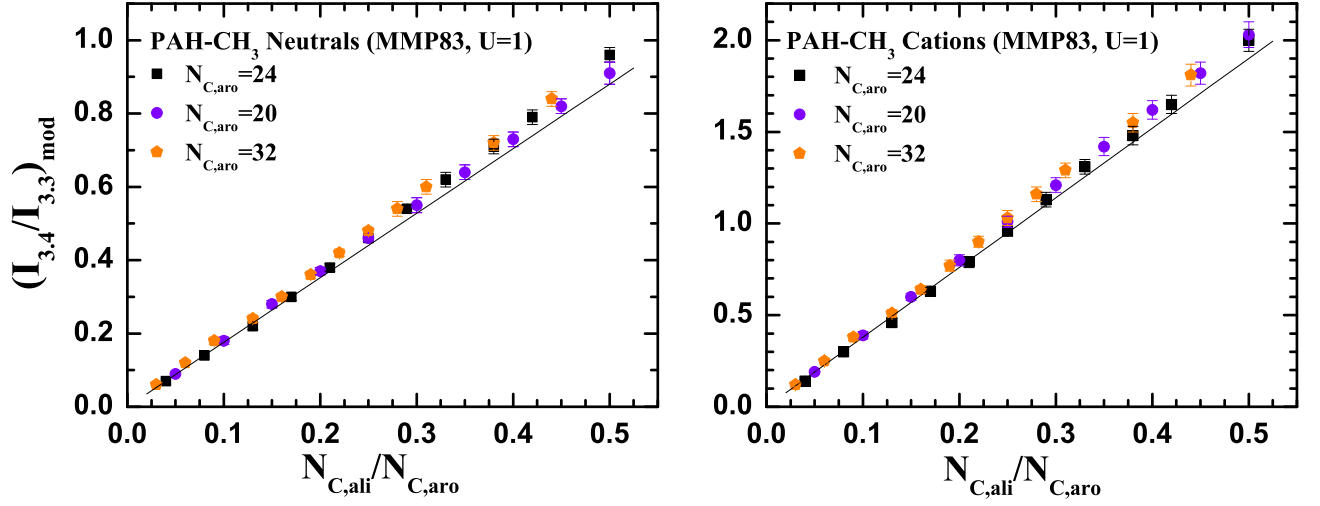 PAH-CH3 Neutrals (MMP83, U=1)
NC,aro=24
NC,aro=20
NC,aro=32
(I3.4/I3.3)mod
1.0
0.8
0.6
0.4
0.2
0.0
0.0 0.1 0.2 0.3 0.4 0.5
NC,ali/NC,aro
PAH-CH3 Cations (MMP83, U=1)
NC,aro=24
NC,aro=20
NC,aro=32
2.0
1.5
1.0
0.5
0.0
0.0 0.1 0.2 0.3 0.4 0.5
NC,ali/NC,aro